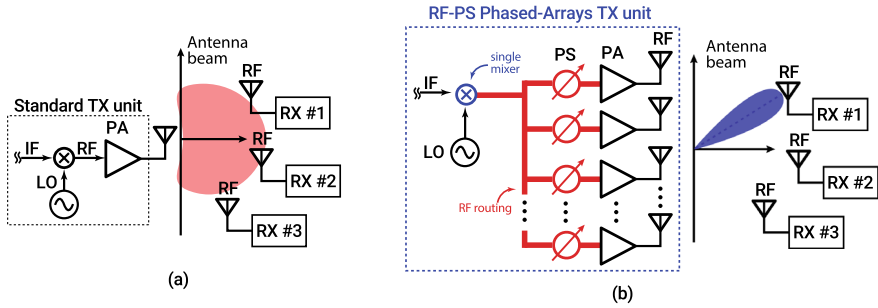 Antenna
beam
RF
Standard TX unit
RX #1
PA
IF
RF
RF
LO
RX #2
RF
RX #3
(a)
RF-PS Phased-Arrays TX unit
single
mixer
PS
PA
RF
IF
LO
RF routing
Antenna
beam
RF
RX #1
RF
RX #2
RF
RX #3
(b)